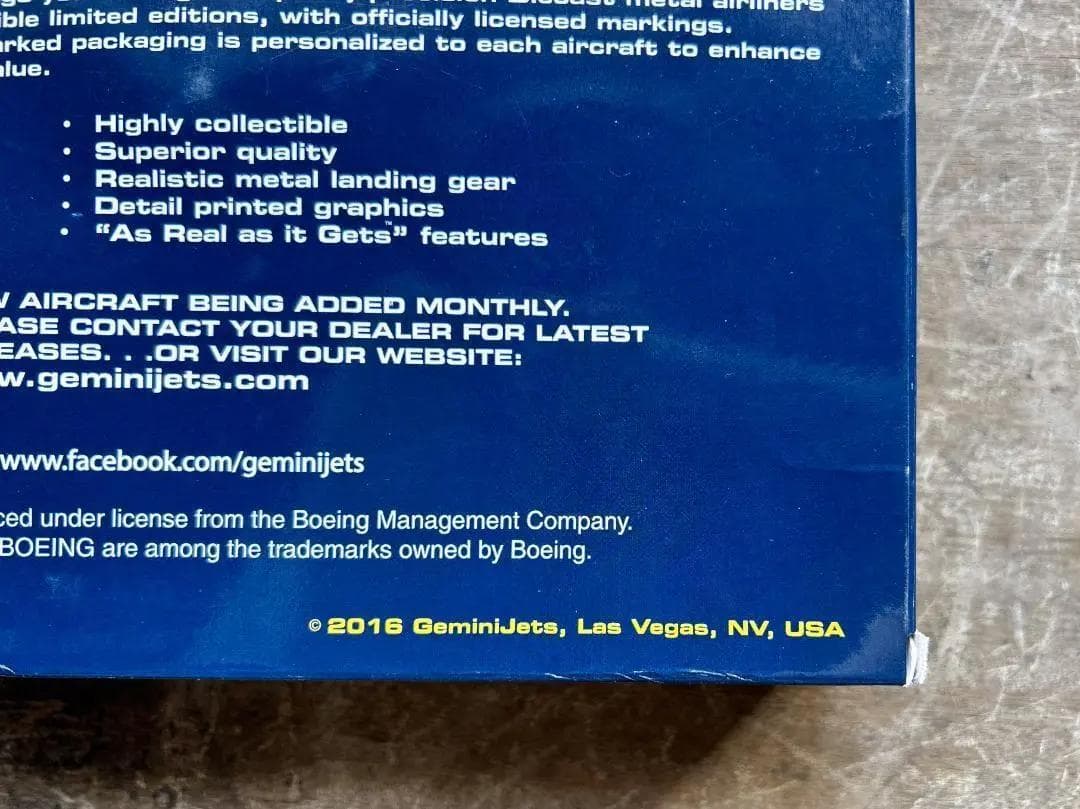 metal airliners
ible limited editions, with officially licensed markings.
arked packaging is personalized to each aircraft to enhance
alue.
• Highly collectible
• Superior quality
• Realistic metal landing gear
• Detail printed graphics
• “As Real as it Gets™” features
W AIRCRAFT BEING ADDED MONTHLY.
ASE CONTACT YOUR DEALER FOR LATEST
EASES. . .OR VISIT OUR WEBSITE:
w.geminijets.com
www.facebook.com/geminijets
ced under license from the Boeing Management Company.
BOEING are among the trademarks owned by Boeing.
© 2016 GeminiJets, Las Vegas, NV, USA